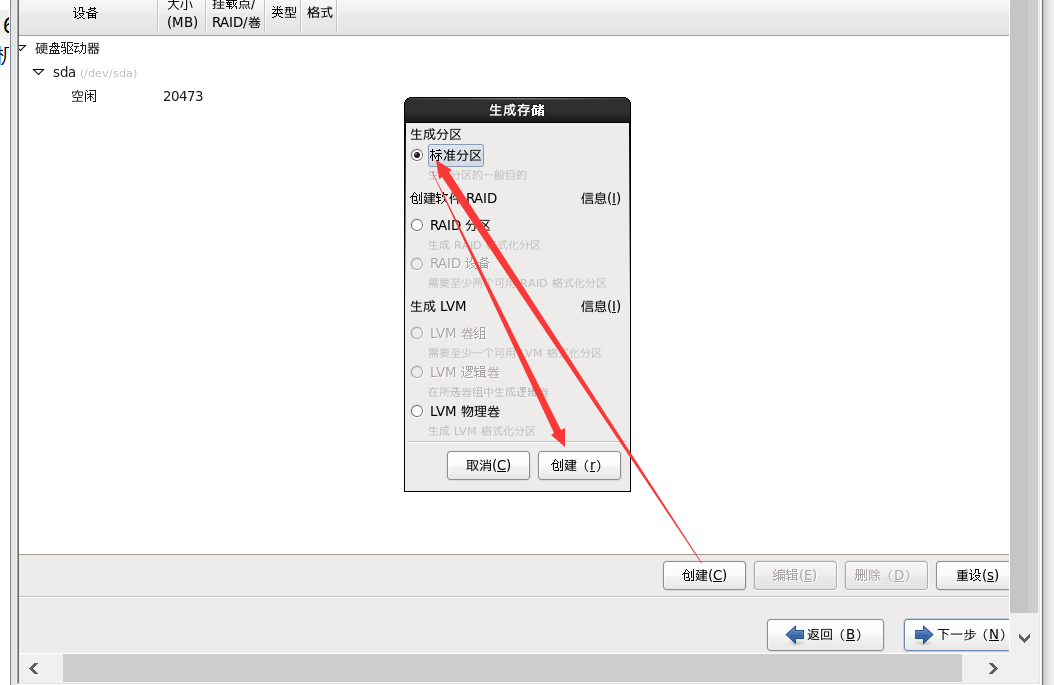 设备
大小
(MB)
挂载点/
RAID/卷
类型
格式
硬盘驱动器
sda (/dev/sda)
空闲
20473
生成存储
生成分区
标准分区
生成分区的一般目的
创建软件 RAID
信息(I)
RAID 分区
生成 RAID 格式化分区
RAID 设备
需要至少两个可用 RAID 格式化分区
生成 LVM
信息(I)
LVM 卷组
需要至少一个可用 LVM 格式化分区
LVM 逻辑卷
在所选卷组中生成逻辑卷
LVM 物理卷
生成 LVM 格式化分区
取消(C)
创建（r）
创建(C)
编辑(E)
删除（D）
重设(s)
返回（B）
下一步（N）